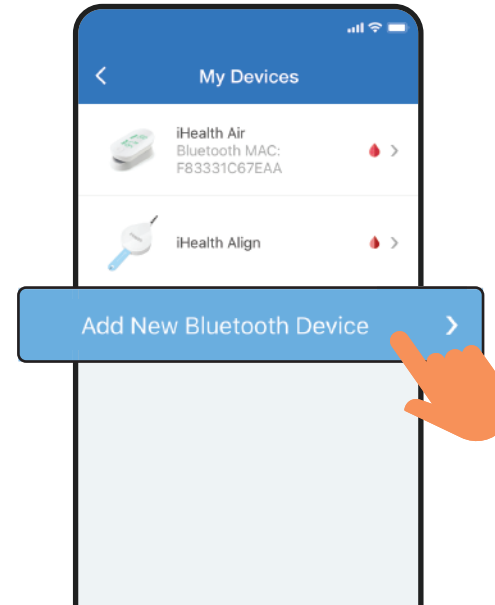 My Devices
iHealth Air
Bluetooth MAC:
F83331C67EAA
iHealth Align
Add New Bluetooth Device